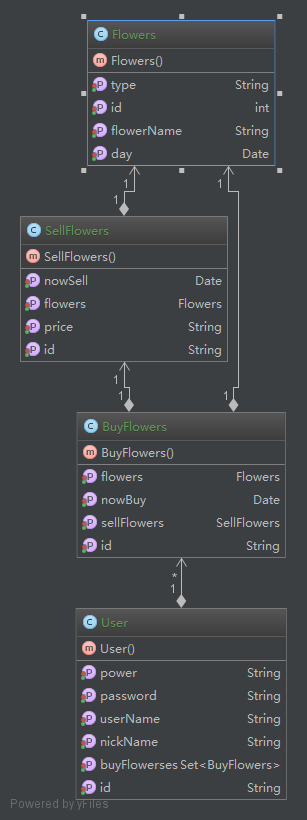 Flowers
Flowers()
type String
id int
flowerName String
day Date
1
1
SellFlowers
SellFlowers()
nowSell Date
flowers Flowers
price String
id String
1 1
1 1
BuyFlowers
BuyFlowers()
flowers Flowers
nowBuy Date
sellFlowers SellFlowers
id String
*
1
User
User()
power String
password String
userName String
nickName String
buyFlowerses Set<BuyFlowers>
id String
Powered by yFiles